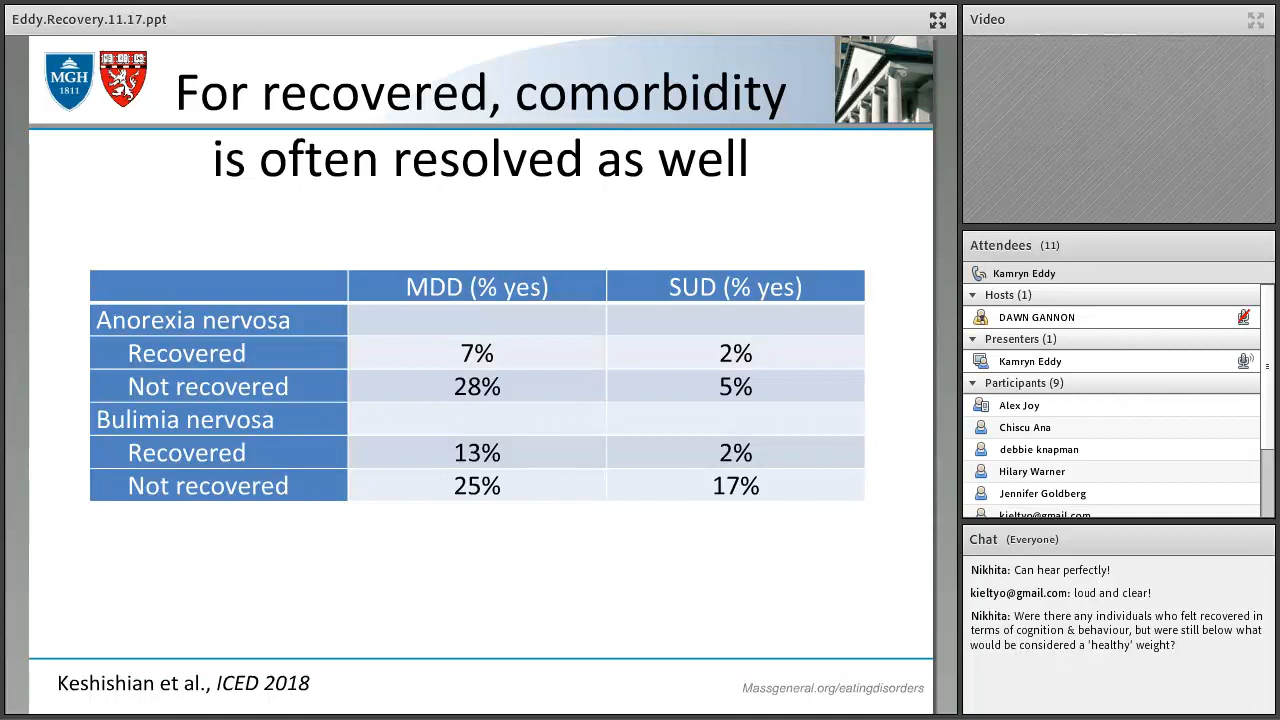 Eddy.Recovery.11.17.ppt
MGH
1811
For recovered, comorbidity
is often resolved as well
MDD (% yes) SUD (% yes)
Anorexia nervosa
Recovered 7% 2%
Not recovered 28% 5%
Bulimia nervosa
Recovered 13% 2%
Not recovered 25% 17%
Keshishian et al., ICED 2018
Massgeneral.org/eatingdisorders
Video
Attendees (11)
Kamryn Eddy
Hosts (1)
DAWN GANNON
Presenters (1)
Kamryn Eddy
Participants (9)
Alex Joy
Chiscu Ana
debbie knapman
Hilary Warner
Jennifer Goldberg
kieltyo@gmail.com
Chat (Everyone)
Nikhita: Can hear perfectly!
kieltyo@gmail.com: loud and clear!
Nikhita: Were there any individuals who felt recovered in
terms of cognition & behaviour, but were still below what
would be considered a 'healthy' weight?